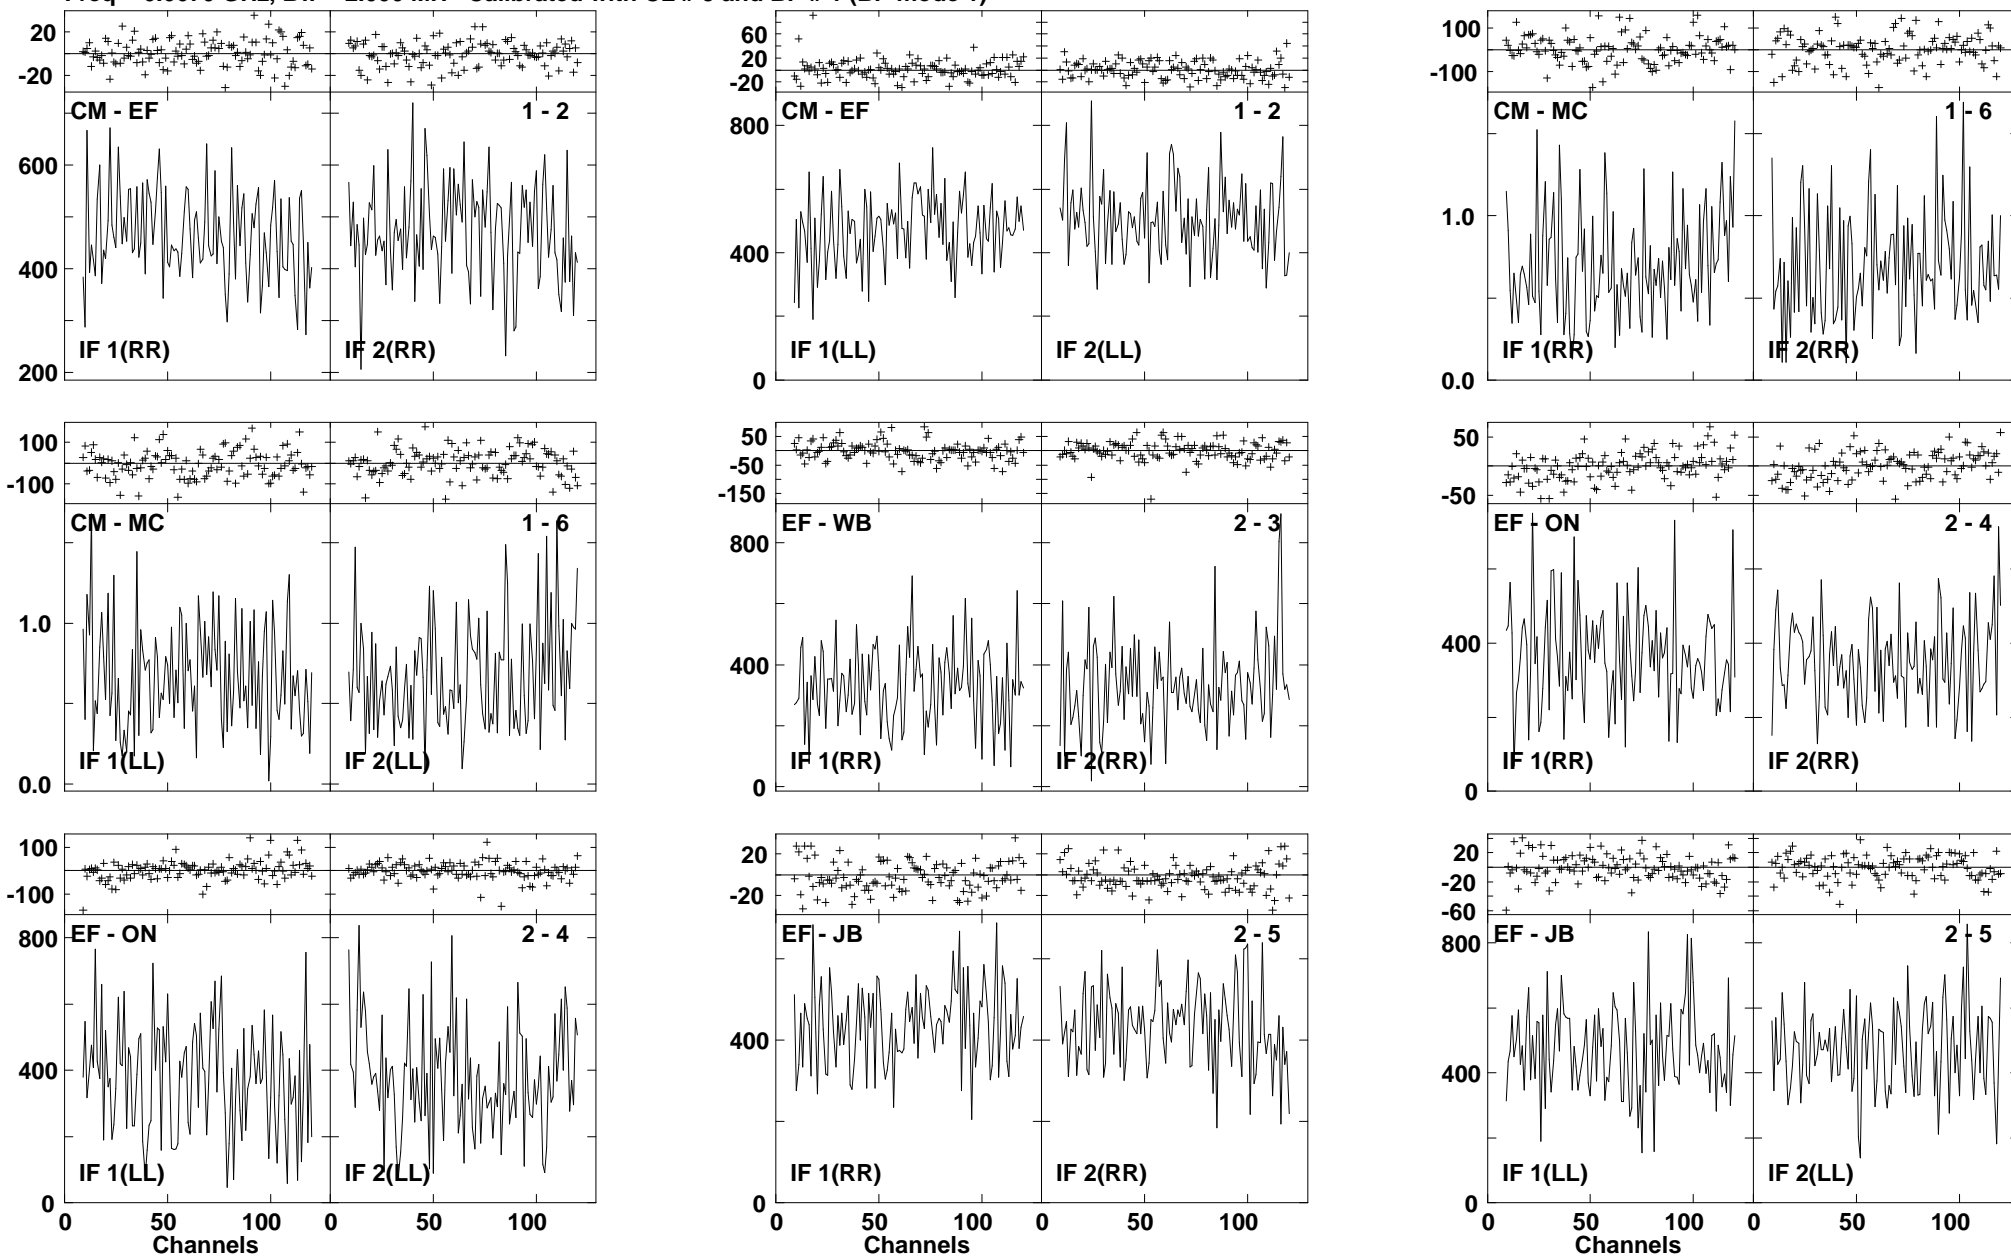 20
-20
CM - EF
1 - 2
600
400
200
IF 1(RR)
IF 2(RR)
60
20
-20
CM - EF
1 - 2
800
400
0
IF 1(LL)
IF 2(LL)
100
-100
CM - MC
1 - 6
1.0
0.0
IF 1(RR)
IF 2(RR)
100
-100
CM - MC
1 - 6
1.0
0.0
IF 1(LL)
IF 2(LL)
50
-50
-150
EF - WB
2 - 3
800
400
0
IF 1(RR)
IF 2(RR)
50
-50
EF - ON
2 - 4
400
0
IF 1(RR)
IF 2(RR)
100
-100
EF - ON
2 - 4
800
400
0
IF 1(LL)
IF 2(LL)
0 50 100 0 50 100
Channels
20
-20
EF - JB
2 - 5
400
0
IF 1(RR)
IF 2(RR)
0 50 100 0 50 100
Channels
20
-20
-60
EF - JB
2 - 5
800
400
0
IF 1(LL)
IF 2(LL)
0 50 100 0 50 100
Channels